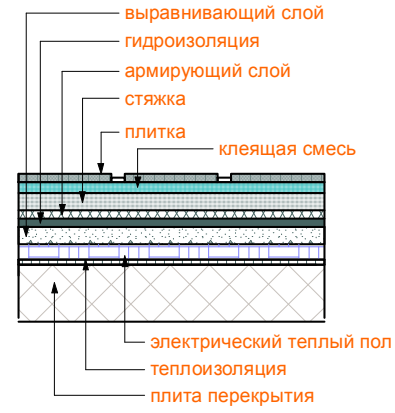 выравнивающий слой
гидроизоляция
армирующий слой
стяжка
плитка
клеящая смесь
электрический теплый пол
теплоизоляция
плита перекрытия